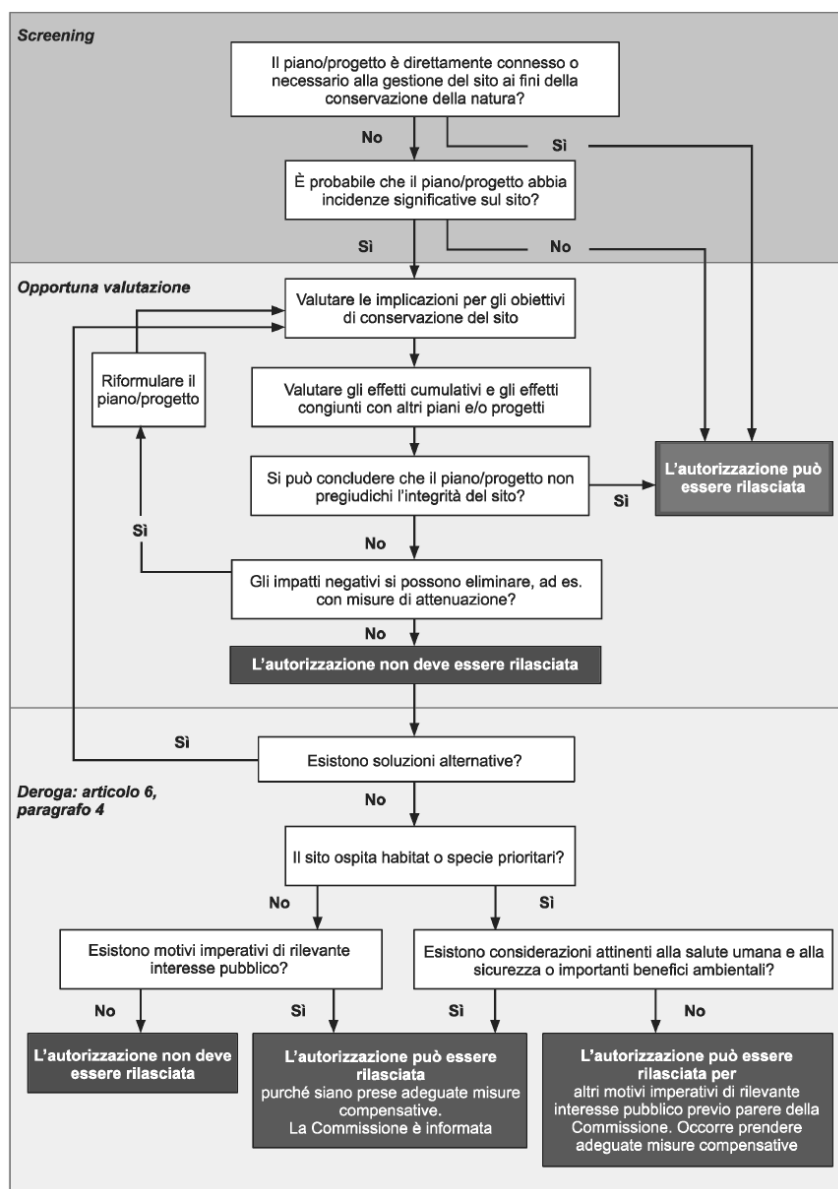 Screening
Il piano/progetto è direttamente connesso o
necessario alla gestione del sito ai fini della
conservazione della natura?
No
Sì
È probabile che il piano/progetto abbia
incidenze significative sul sito?
Sì
No
Opportuna valutazione
Valutare le implicazioni per gli obiettivi
di conservazione del sito
Riformulare il
piano/progetto
Valutare gli effetti cumulativi e gli effetti
congiunti con altri piani e/o progetti
Si può concludere che il piano/progetto non
pregiudichi l'integrità del sito?
Sì
L'autorizzazione può
essere rilasciata
Sì
No
Gli impatti negativi si possono eliminare, ad es.
con misure di attenuazione?
No
L'autorizzazione non deve essere rilasciata
Sì
Esistono soluzioni alternative?
Deroga: articolo 6,
paragrafo 4
No
Il sito ospita habitat o specie prioritari?
No
Sì
Esistono motivi imperativi di rilevante
interesse pubblico?
Esistono considerazioni attinenti alla salute umana e alla
sicurezza o importanti benefici ambientali?
No
Sì
Sì
No
L'autorizzazione non deve
essere rilasciata
L'autorizzazione può essere
rilasciata
purché siano prese adeguate misure
compensative.
La Commissione è informata
L'autorizzazione può essere
rilasciata per
altri motivi imperativi di rilevante
interesse pubblico previo parere della
Commissione. Occorre prendere
adeguate misure compensative